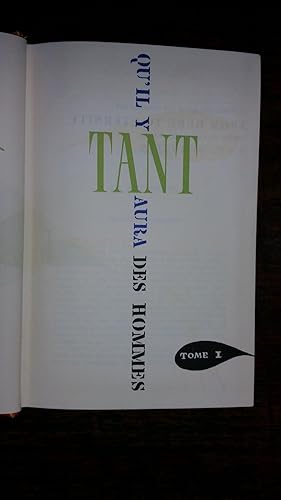 TANT
QU'IL Y AURA DES HOMMES
TOME I